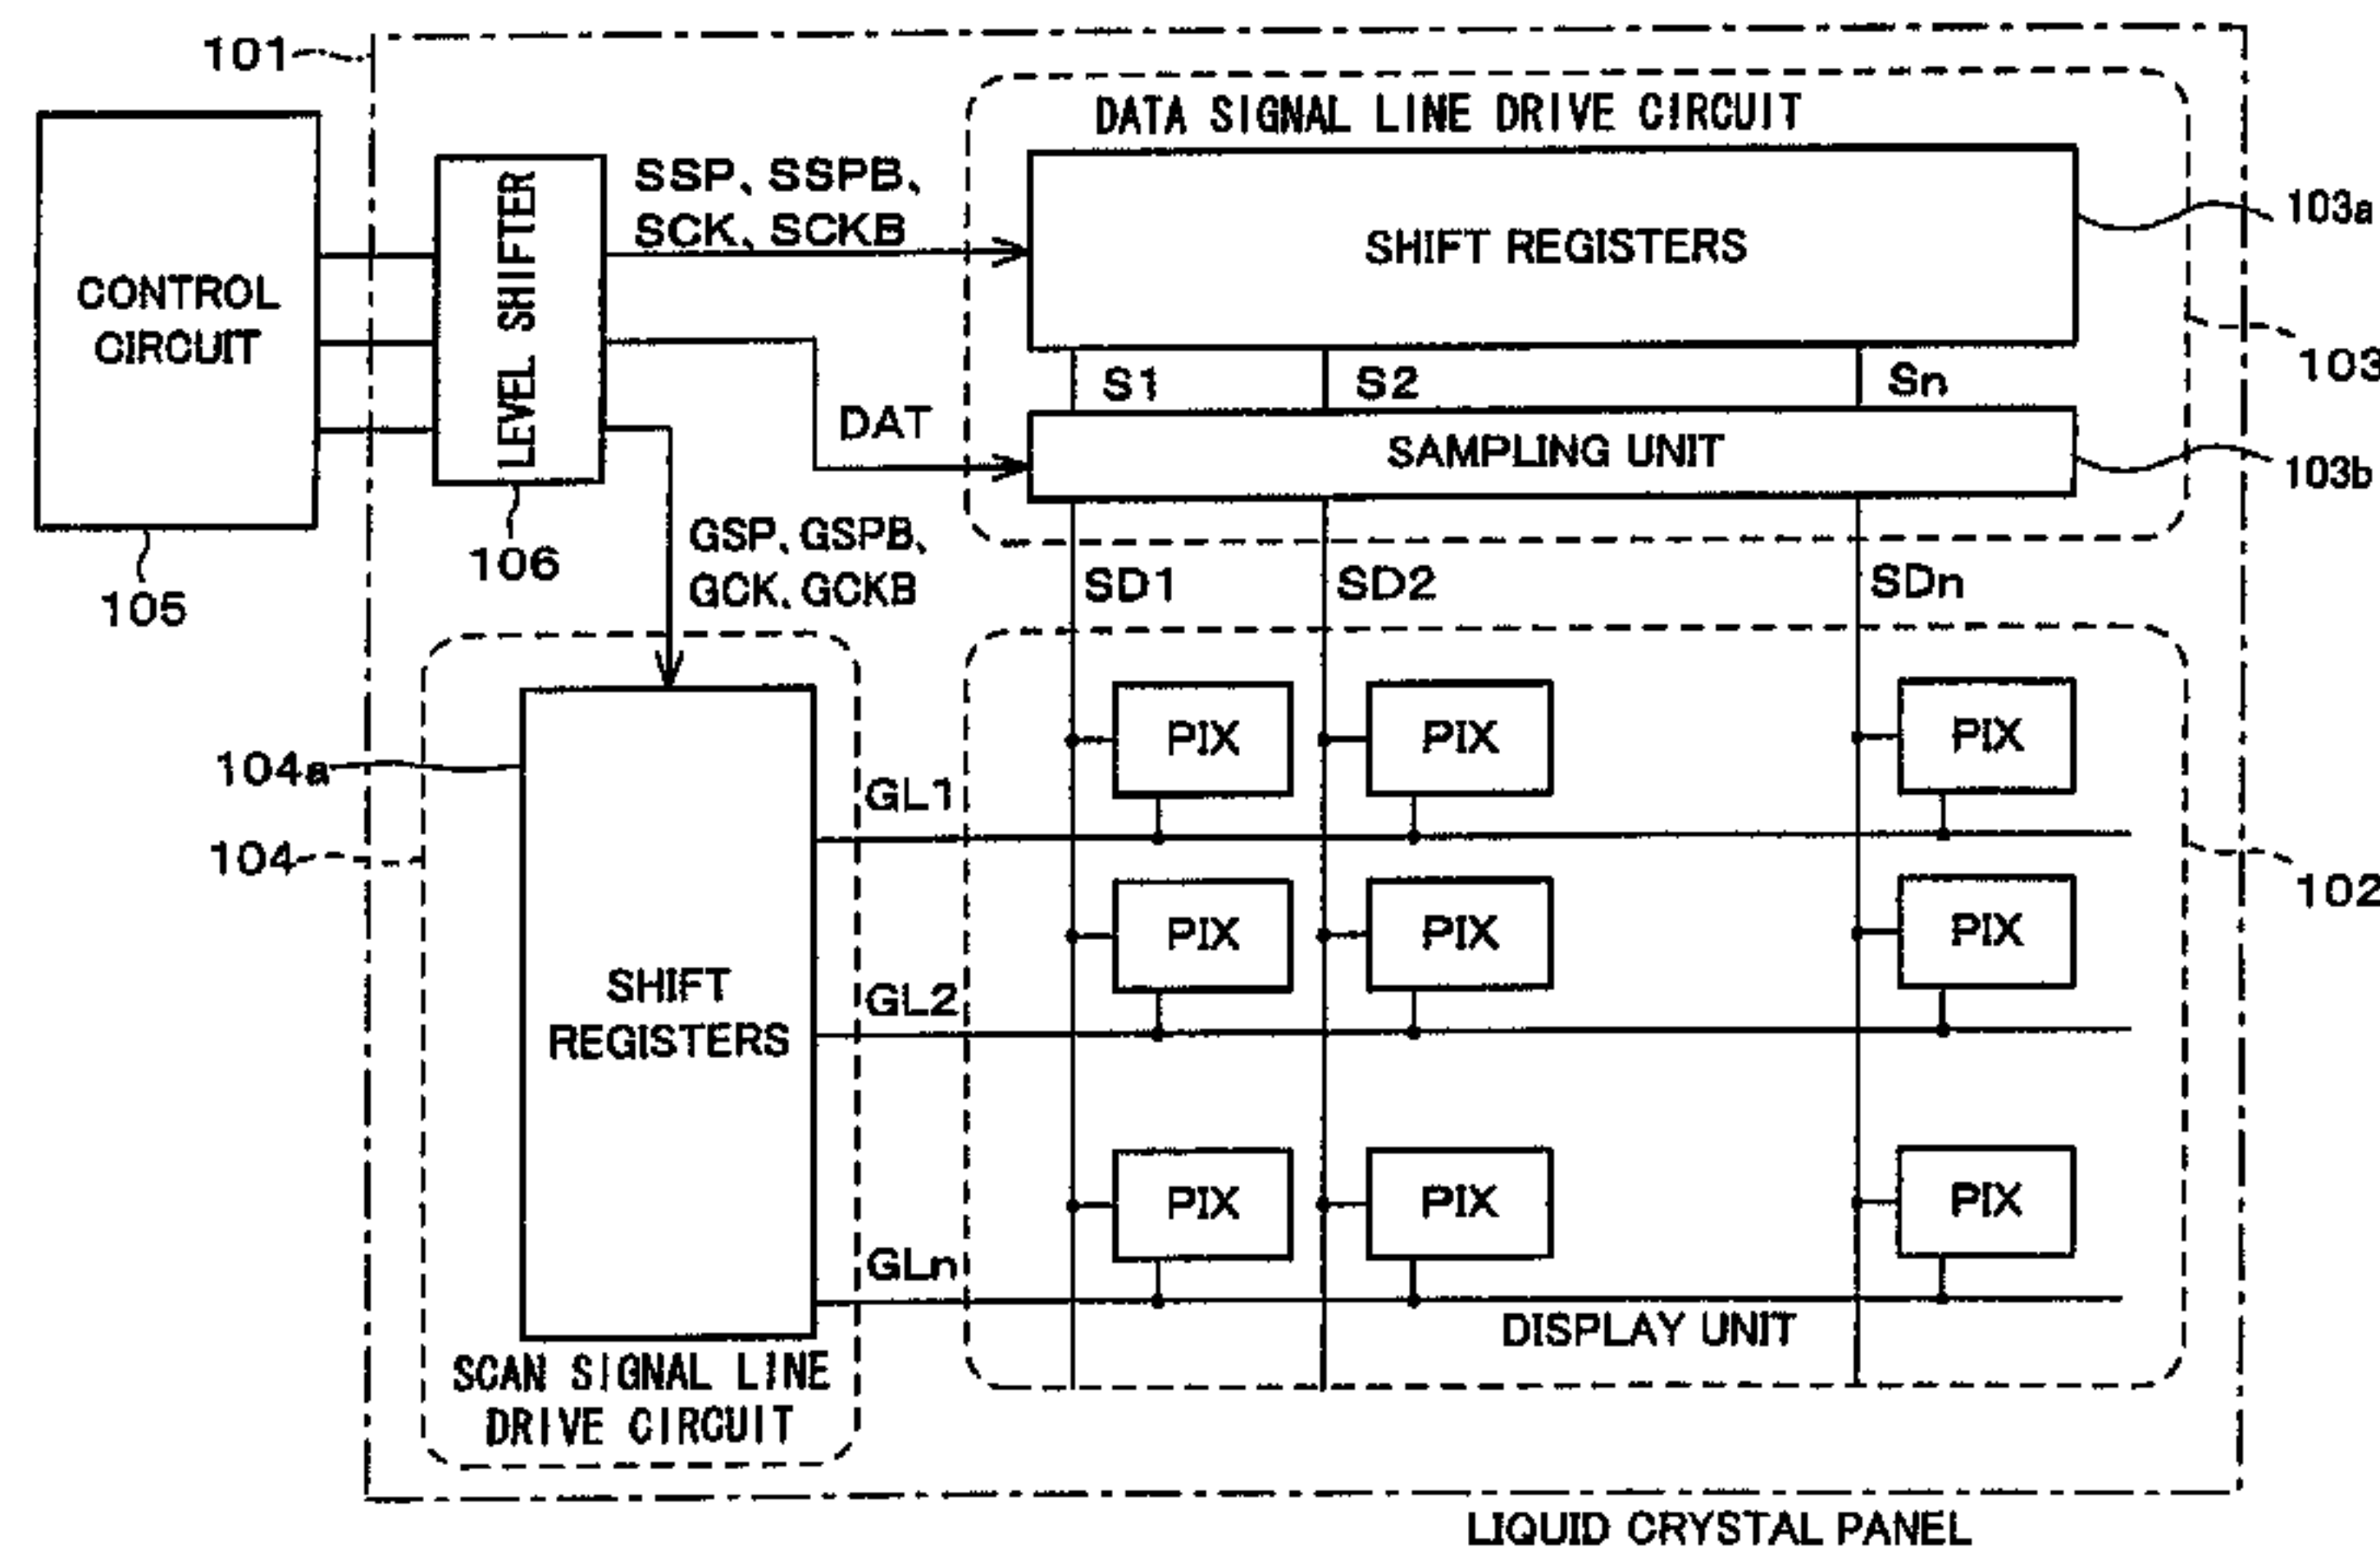 101
DATA SIGNAL LINE DRIVE CIRCUIT
CONTROL
CIRCUIT
105
LEVEL SHIFTER
106
SSP、SSPB、
SCK、SCKB
SHIFT REGISTERS
103a
103
S1
S2
Sn
DAT
SAMPLING UNIT
103b
GSP、GSPB、
GCK、GCKB
SD1
SD2
SDn
104a
104
SHIFT
REGISTERS
SCAN SIGNAL LINE
DRIVE CIRCUIT
GL1
PIX
PIX
PIX
102
GL2
PIX
PIX
PIX
GLn
PIX
PIX
PIX
DISPLAY UNIT
LIQUID CRYSTAL PANEL